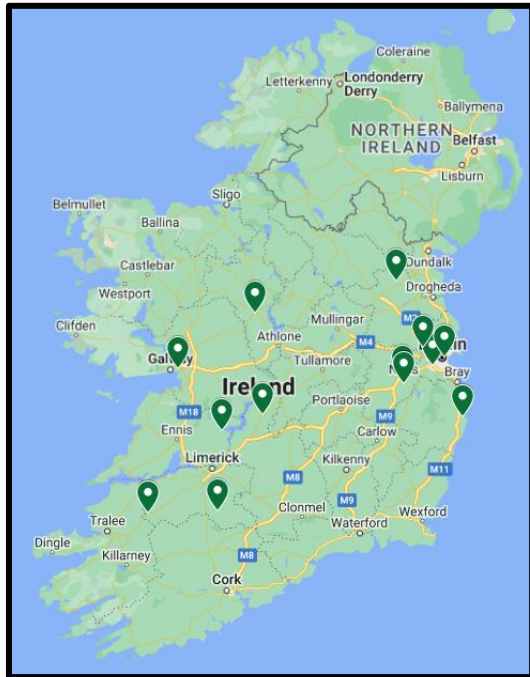 Coleraine
Letterkenny
Londonderry
Derry
Ballymena
NORTHERN
IRELAND
Belfast
Lisburn
Sligo
Belmullet
Ballina
Castlebar
Dundalk
Westport
Drogheda
Clifden
Mullingar
Athlone
M4
Tullamore
Bray
Ireland
Portlaoise
M18
M9
Ennis
Carlow
Limerick
Kilkenny
M11
M8
Clonmel
M9
Wexford
Tralee
Waterford
Dingle
Killarney
M8
Cork